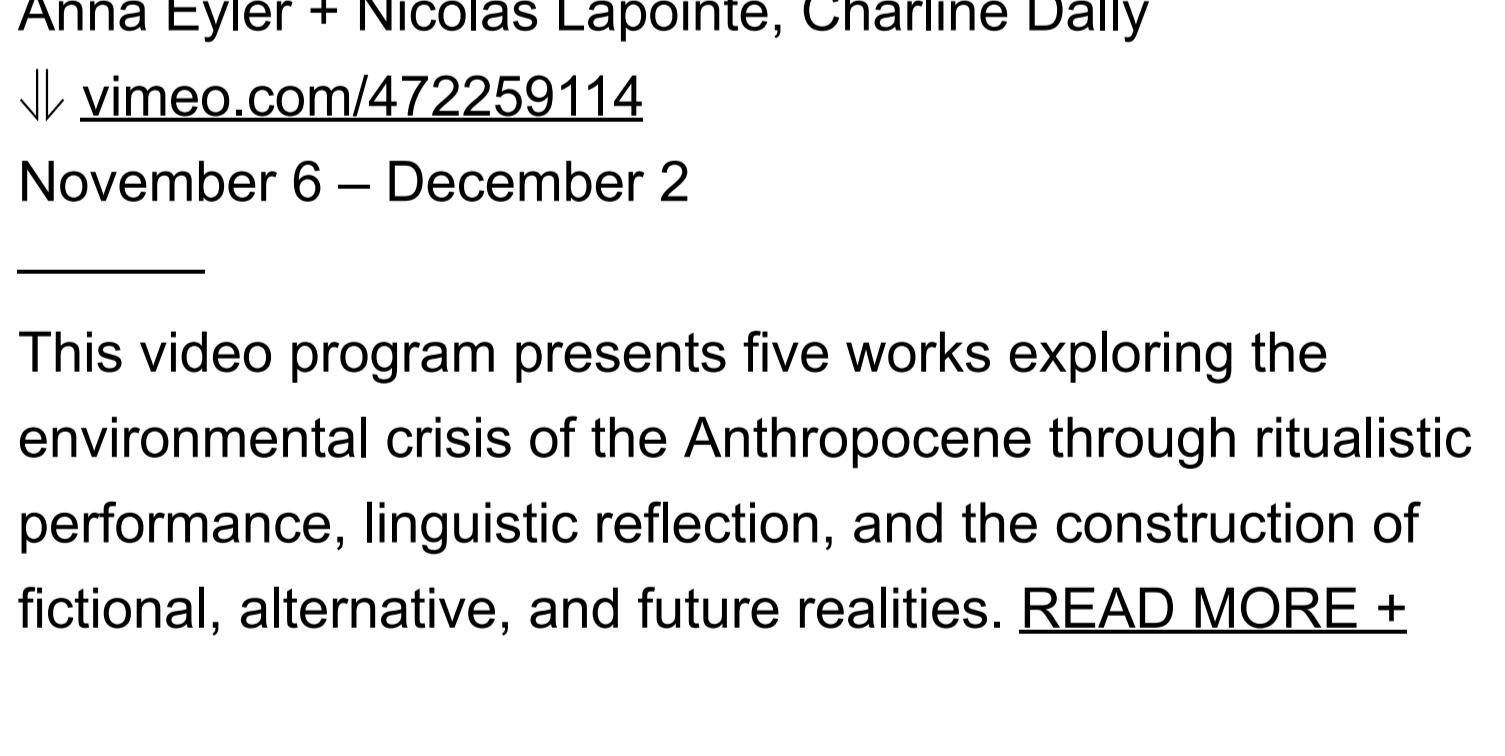 Anna Eyler + Nicolas Lapointe, Charline Dally
⥥ vimeo.com/472259114
November 6 – December 2
This video program presents five works exploring the
environmental crisis of the Anthropocene through ritualistic
performance, linguistic reflection, and the construction of
fictional, alternative, and future realities. READ MORE +